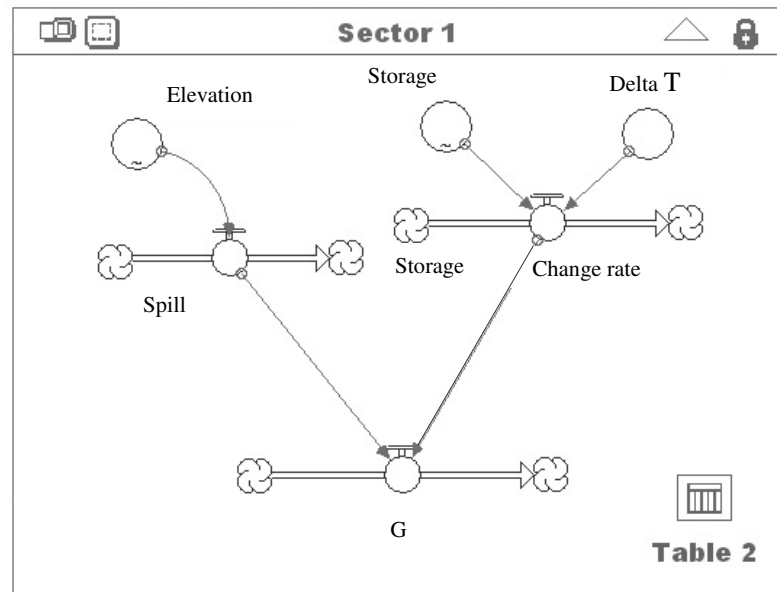 Sector 1
Storage
Delta T
Elevation
~
~
Storage
Change rate
Spill
G
Table 2